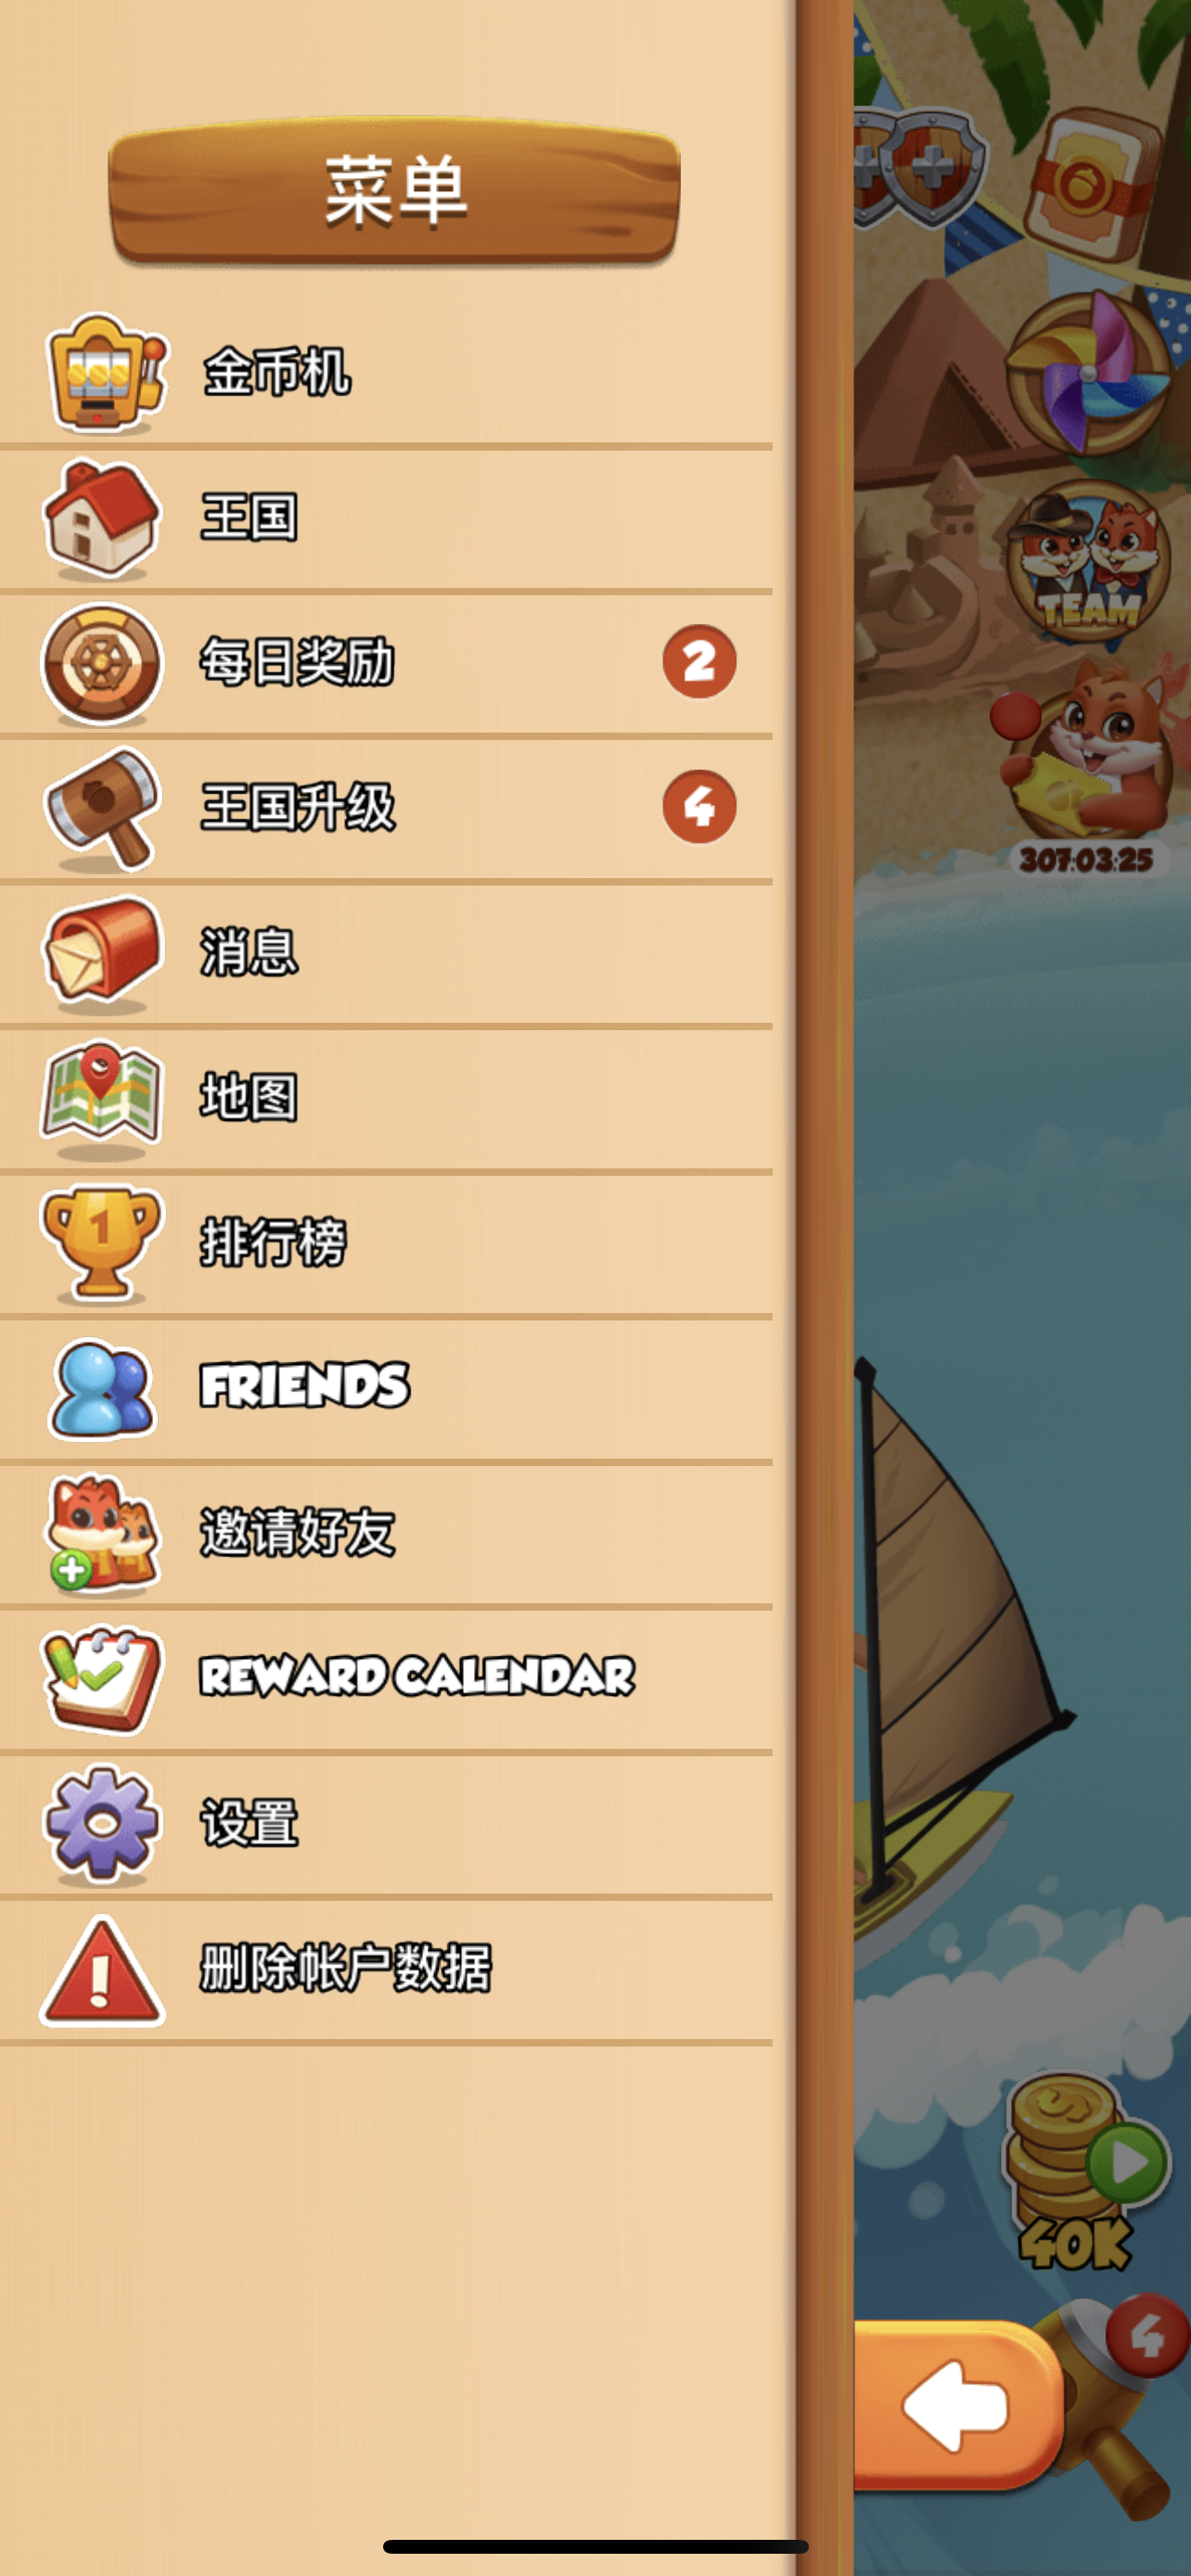 菜单
金币机
王国
每日奖励
2
王国升级
4
消息
地图
排行榜
1
FRIENDS
邀请好友
REWARD CALENDAR
设置
删除帐户数据
TEAM
307:03:25
40K
4